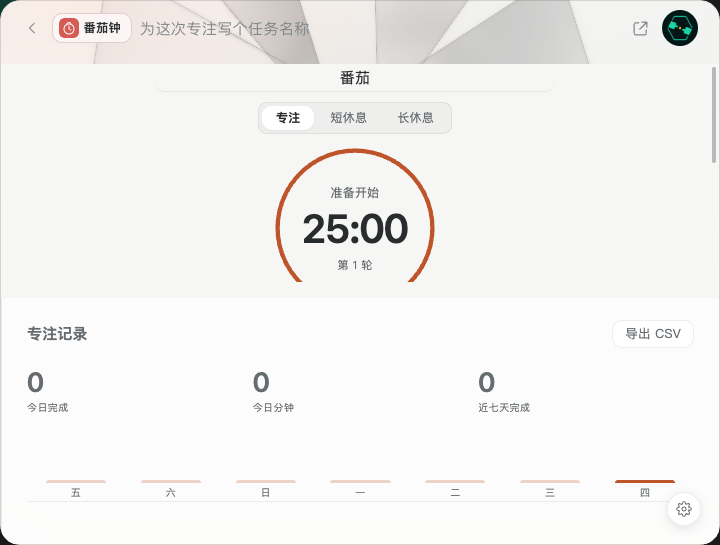 番茄钟 为这次专注写个任务名称
番茄
专注 短休息 长休息
准备开始
25:00
第 1 轮
专注记录 导出 CSV
0 0 0
今日完成 今日分钟 近七天完成
五 六 日 一 二 三 四